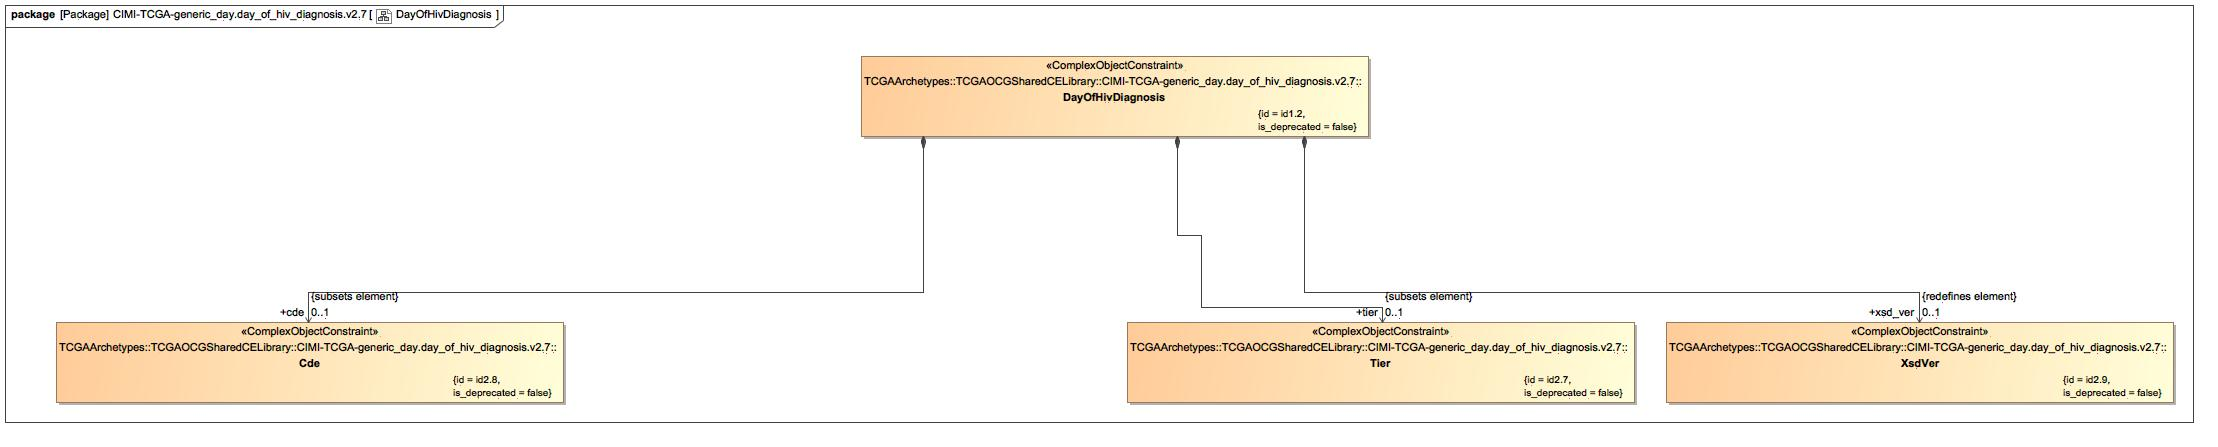 package [Package] CIMI-TCGA-generic_day.day_of_hiv_diagnosis.v2.7 [ DayOfHivDiagnosis ]
«ComplexObjectConstraint»
TCGAArchetypes::TCGAOCGSharedCELibrary::CIMI-TCGA-generic_day.day_of_hiv_diagnosis.v2.7::
DayOfHivDiagnosis
{id = id1.2,
is_deprecated = false}
{subsets element}
+cde 0..1
«ComplexObjectConstraint»
TCGAArchetypes::TCGAOCGSharedCELibrary::CIMI-TCGA-generic_day.day_of_hiv_diagnosis.v2.7::
Cde
{id = id2.8,
is_deprecated = false}
{subsets element}
+tier 0..1
«ComplexObjectConstraint»
TCGAArchetypes::TCGAOCGSharedCELibrary::CIMI-TCGA-generic_day.day_of_hiv_diagnosis.v2.7::
Tier
{id = id2.7,
is_deprecated = false}
{redefines element}
+xsd_ver 0..1
«ComplexObjectConstraint»
TCGAArchetypes::TCGAOCGSharedCELibrary::CIMI-TCGA-generic_day.day_of_hiv_diagnosis.v2.7::
XsdVer
{id = id2.9,
is_deprecated = false}